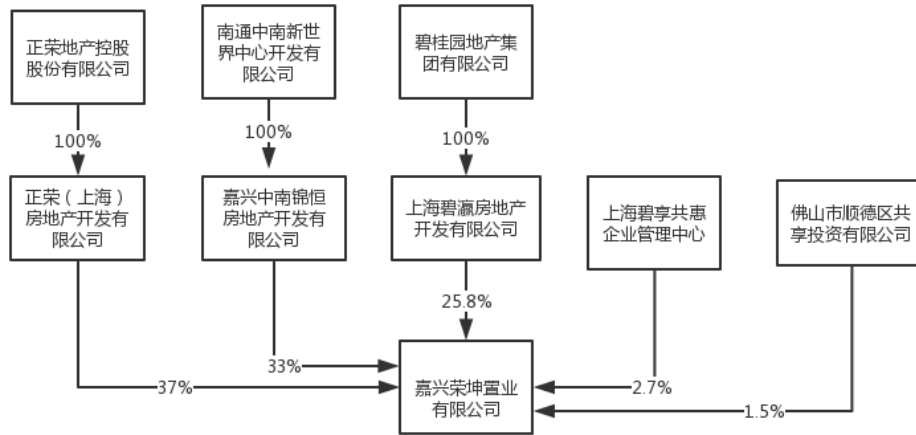 正荣地产控股
股份有限公司
南通中南新世
界中心开发有
限公司
碧桂园地产集
团有限公司
100%
100%
100%
正荣（上海）
房地产开发有
限公司
嘉兴中南锦恒
房地产开发有
限公司
上海碧瀛房地产
开发有限公司
上海碧享共惠
企业管理中心
佛山市顺德区共
享投资有限公司
25.8%
33%
37%
嘉兴荣坤置业
有限公司
2.7%
1.5%